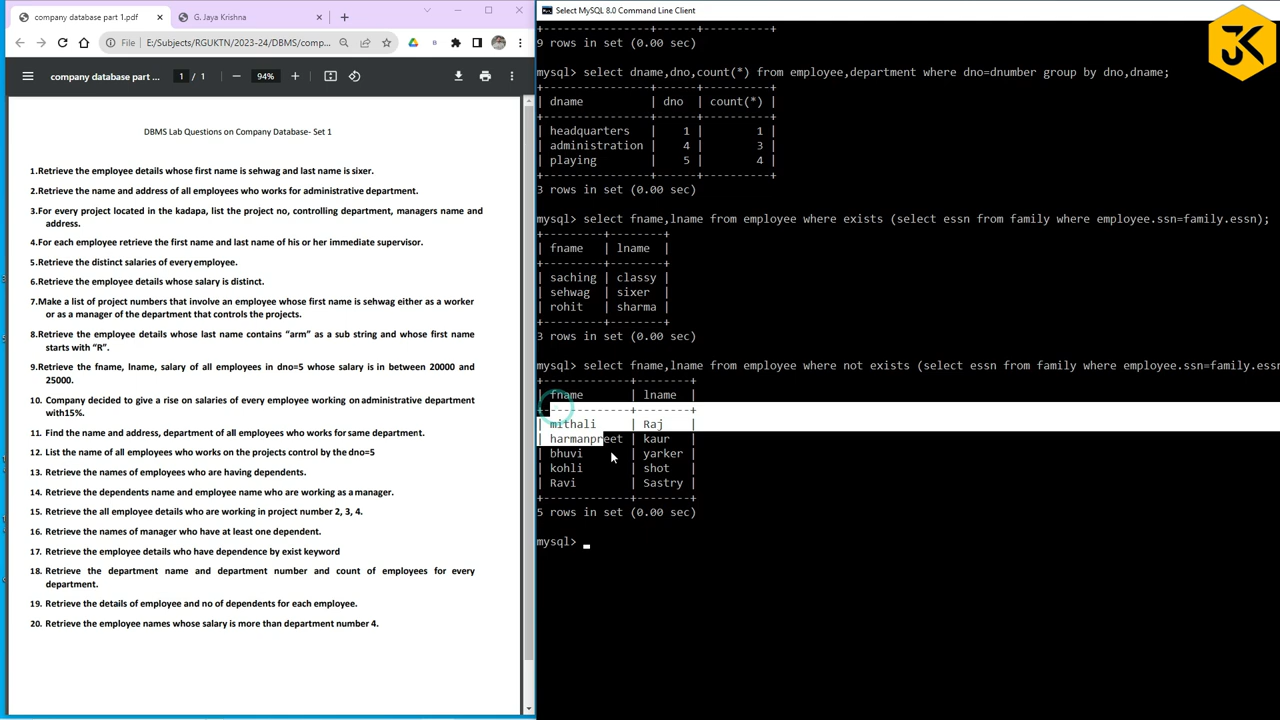 company database part 1.pdf
G. Jaya Krishna
File
E:/Subjects/RGUKTN/2023-24/DBMS/comp...
company database part ...
1 / 1
94%
DBMS Lab Questions on Company Database- Set 1
1.Retrieve the employee details whose first name is sehwag and last name is sixer.
2.Retrieve the name and address of all employees who works for administrative department.
3.For every project located in the kadapa, list the project no, controlling department, managers name and
address.
4.For each employee retrieve the first name and last name of his or her immediate supervisor.
5.Retrieve the distinct salaries of every employee.
6.Retrieve the employee details whose salary is distinct.
7.Make a list of project numbers that involve an employee whose first name is sehwag either as a worker
or as a manager of the department that controls the projects.
8.Retrieve the employee details whose last name contains “arm” as a sub string and whose first name
starts with “R”.
9.Retrieve the fname, lname, salary of all employees in dno=5 whose salary is in between 20000 and
25000.
10. Company decided to give a rise on salaries of every employee working on administrative department
with15%.
11. Find the name and address, department of all employees who works for same department.
12. List the name of all employees who works on the projects control by the dno=5
13. Retrieve the names of employees who are having dependents.
14. Retrieve the dependents name and employee name who are working as a manager.
15. Retrieve the all employee details who are working in project number 2, 3, 4.
16. Retrieve the names of manager who have at least one dependent.
17. Retrieve the employee details who have dependence by exist keyword
18. Retrieve the department name and department number and count of employees for every
department.
19. Retrieve the details of employee and no of dependents for each employee.
20. Retrieve the employee names whose salary is more than department number 4.
Select MySQL 8.0 Command Line Client
+-----------+--------+----------+
9 rows in set (0.00 sec)
mysql> select dname,dno,count(*) from employee,department where dno=dnumber group by dno,dname;
+----------------+-----+----------+
| dname | dno | count(*) |
+----------------+-----+----------+
| headquarters | 1 | 1 |
| administration | 4 | 3 |
| playing | 5 | 4 |
+----------------+-----+----------+
3 rows in set (0.00 sec)
mysql> select fname,lname from employee where exists (select essn from family where employee.ssn=family.essn);
+---------+--------+
| fname | lname |
+---------+--------+
| saching | classy |
| sehwag | sixer |
| rohit | sharma |
+---------+--------+
3 rows in set (0.00 sec)
mysql> select fname,lname from employee where not exists (select essn from family where employee.ssn=family.essn
+-------------+--------+
| fname | lname |
+-------------+--------+
| mithali | Raj |
| harmanpreet | kaur |
| bhuvi | yarker |
| kohli | shot |
| Ravi | Sastry |
+-------------+--------+
5 rows in set (0.00 sec)
mysql>
JK